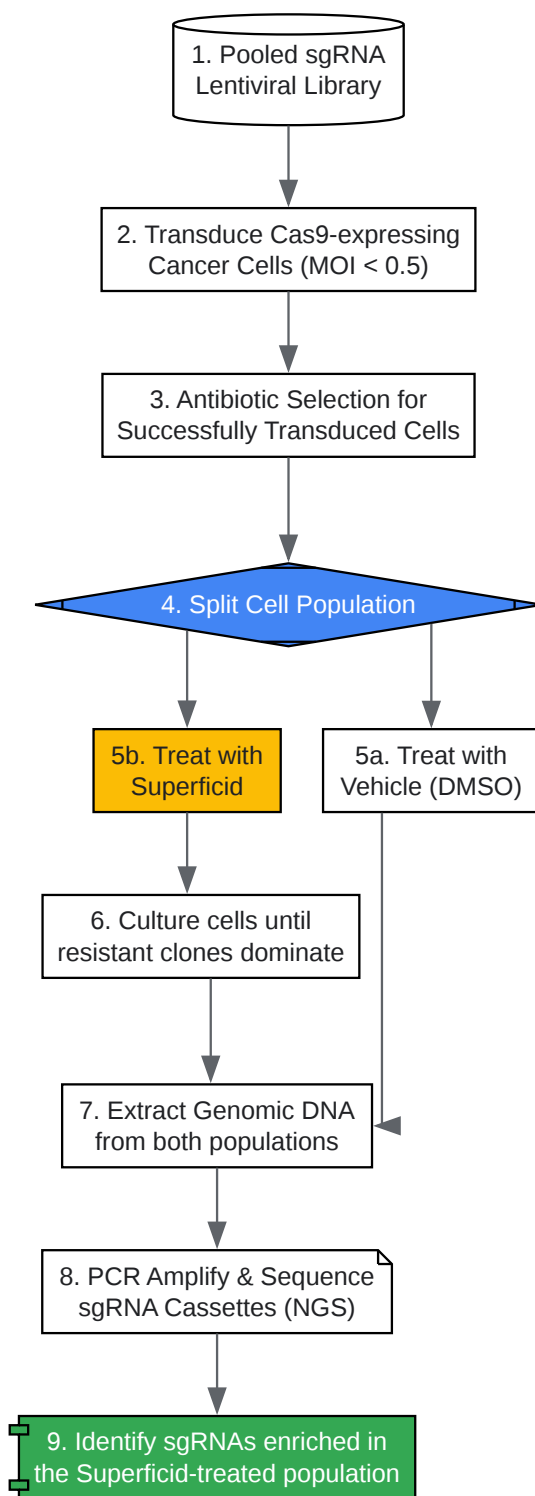 1. Pooled sgRNA
Lentiviral Library
2. Transduce Cas9-expressing
Cancer Cells (MOI < 0.5)
3. Antibiotic Selection for
Successfully Transduced Cells
4. Split Cell Population
5b. Treat with
Superficid
5a. Treat with
Vehicle (DMSO)
6. Culture cells until
resistant clones dominate
7. Extract Genomic DNA
from both populations
8. PCR Amplify & Sequence
sgRNA Cassettes (NGS)
9. Identify sgRNAs enriched in
the Superficid-treated population